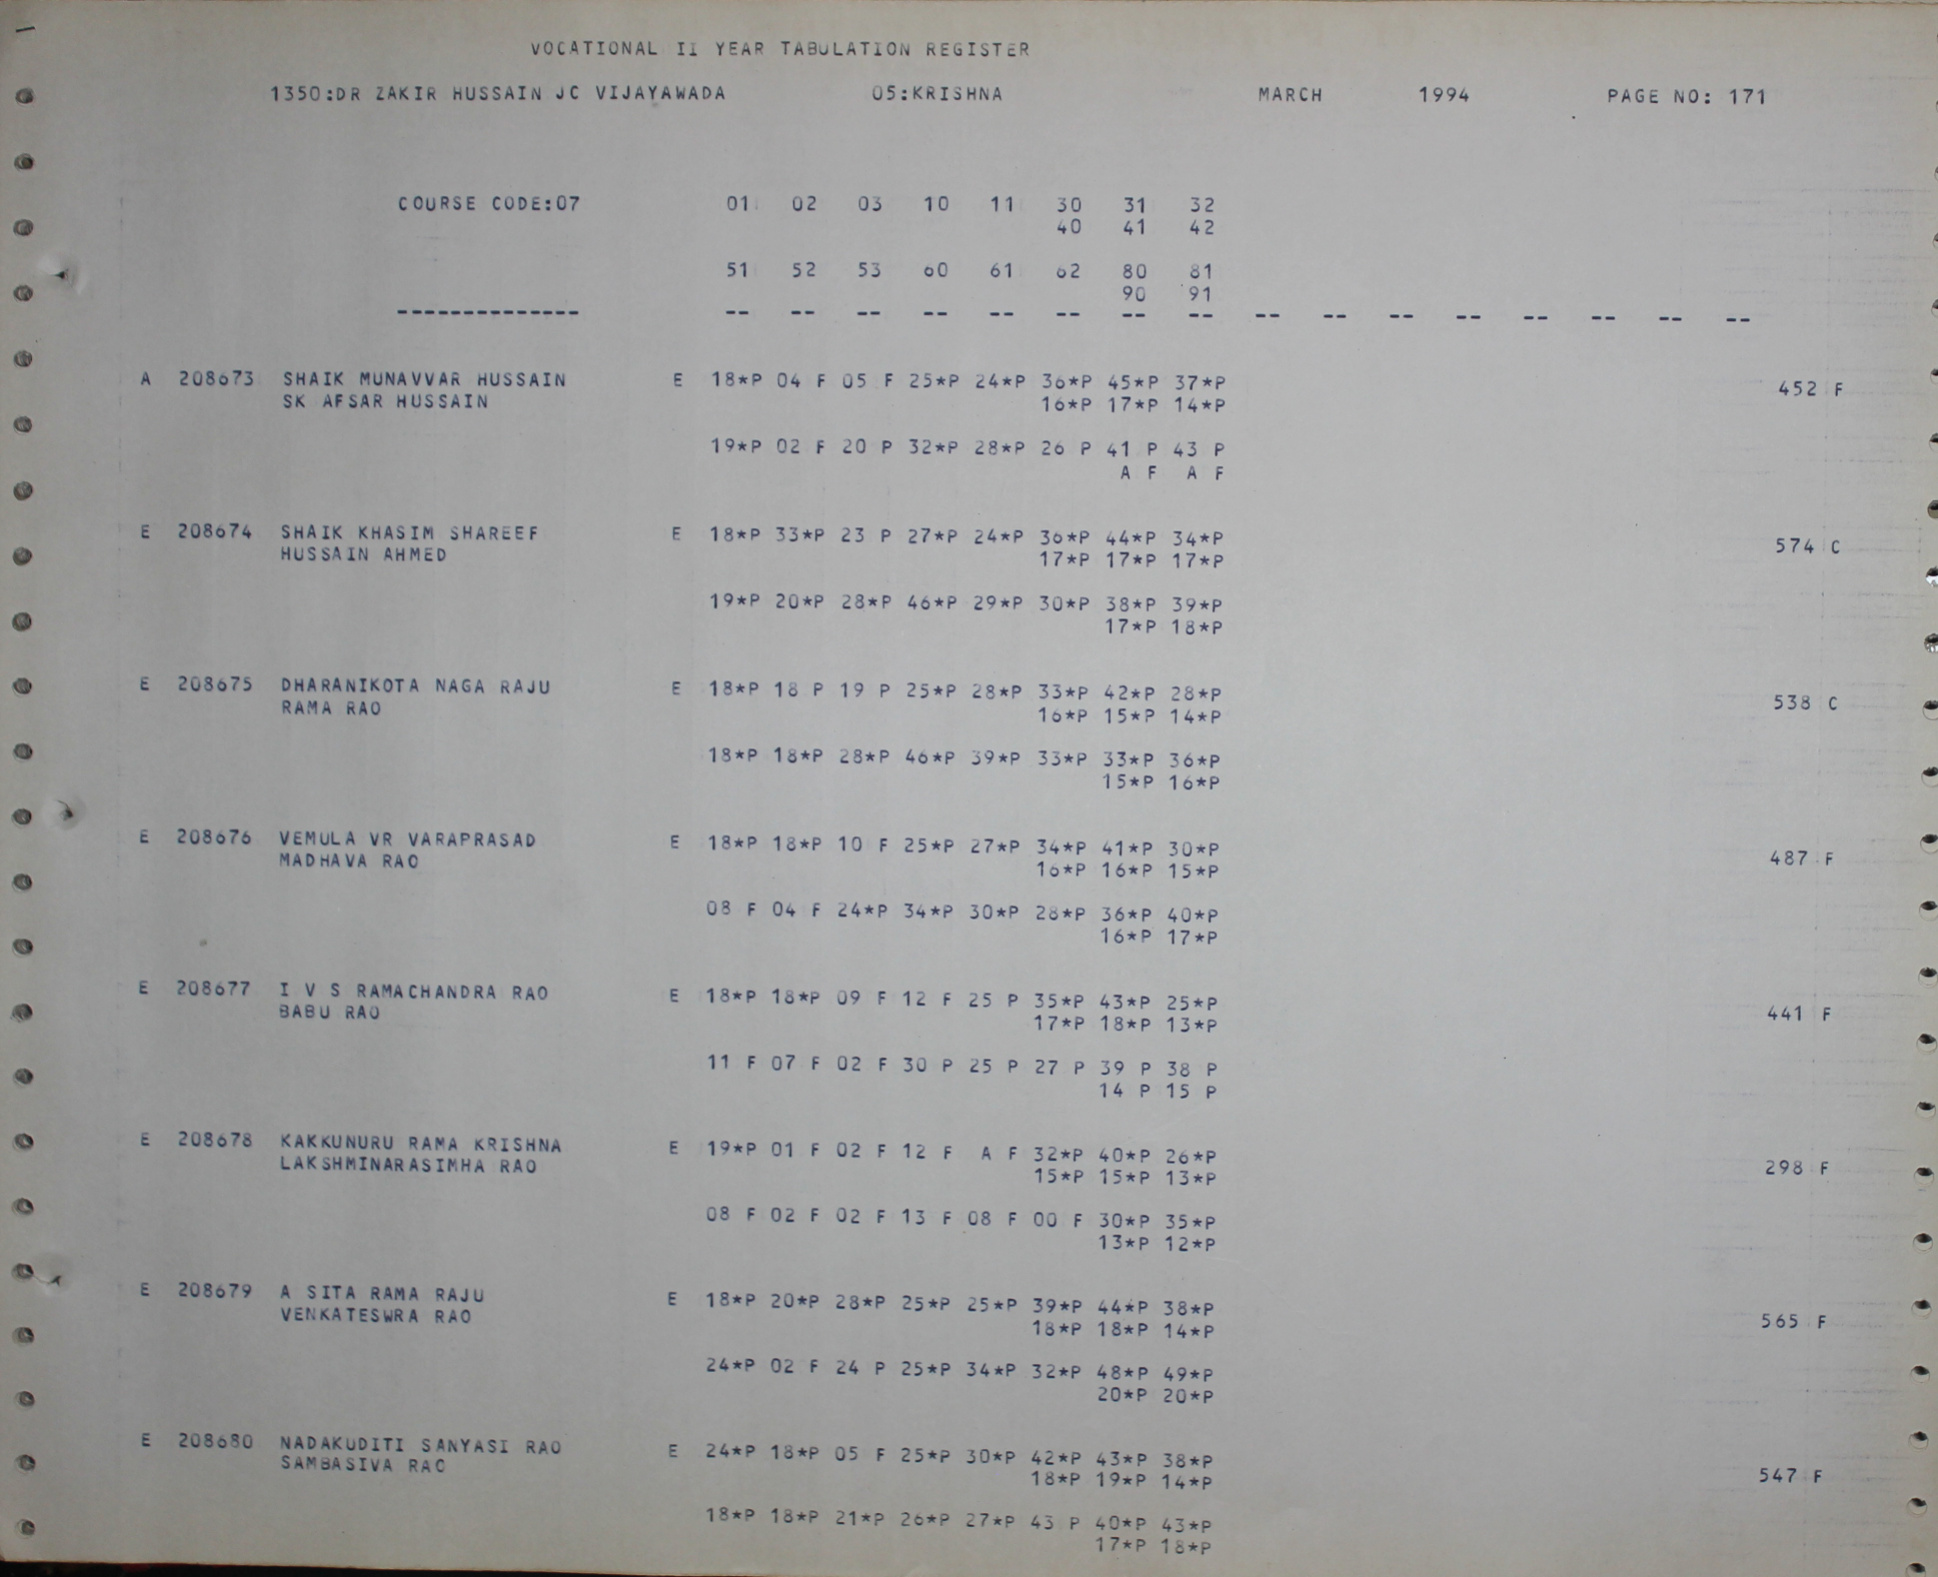 VOCATIONAL II YEAR TABULATION REGISTER
1350:DR ZAKIR HUSSAIN JC VIJAYAWADA 05:KRISHNA MARCH 1994 PAGE NO: 171
COURSE CODE:07 01 02 03 10 11 30 31 32
40 41 42
51 52 53 60 61 62 80 81
90 91
-------------- -- -- -- -- -- -- -- -- -- -- -- -- -- -- -- --
A 208673 SHAIK MUNAVVAR HUSSAIN E 18*P 04 F 05 F 25*P 24*P 36*P 45*P 37*P 452 F
SK AFSAR HUSSAIN 16*P 17*P 14*P
19*P 02 F 20 P 32*P 28*P 26 P 41 P 43 P
A F A F
E 208674 SHAIK KHASIM SHAREEF E 18*P 33*P 23 P 27*P 24*P 36*P 44*P 34*P 574 C
HUSSAIN AHMED 17*P 17*P 17*P
19*P 20*P 28*P 46*P 29*P 30*P 38*P 39*P
17*P 18*P
E 208675 DHARANIKOTA NAGA RAJU E 18*P 18 P 19 P 25*P 28*P 33*P 42*P 28*P 538 C
RAMA RAO 16*P 15*P 14*P
18*P 18*P 28*P 46*P 39*P 33*P 33*P 36*P
15*P 16*P
E 208676 VEMULA VR VARAPRASAD E 18*P 18*P 10 F 25*P 27*P 34*P 41*P 30*P 487 F
MADHAVA RAO 16*P 16*P 15*P
08 F 04 F 24*P 34*P 30*P 28*P 36*P 40*P
16*P 17*P
E 208677 I V S RAMACHANDRA RAO E 18*P 18*P 09 F 12 F 25 P 35*P 43*P 25*P 441 F
BABU RAO 17*P 18*P 13*P
11 F 07 F 02 F 30 P 25 P 27 P 39 P 38 P
14 P 15 P
E 208678 KAKKUNURU RAMA KRISHNA E 19*P 01 F 02 F 12 F A F 32*P 40*P 26*P 298 F
LAKSHMINARASIMHA RAO 15*P 15*P 13*P
08 F 02 F 02 F 13 F 08 F 00 F 30*P 35*P
13*P 12*P
E 208679 A SITA RAMA RAJU E 18*P 20*P 28*P 25*P 25*P 39*P 44*P 38*P 565 F
VENKATESWRA RAO 18*P 18*P 14*P
24*P 02 F 24 P 25*P 34*P 32*P 48*P 49*P
20*P 20*P
E 208680 NADAKUDITI SANYASI RAO E 24*P 18*P 05 F 25*P 30*P 42*P 43*P 38*P 547 F
SAMBASIVA RAO 18*P 19*P 14*P
18*P 18*P 21*P 26*P 27*P 43 P 40*P 43*P
17*P 18*P